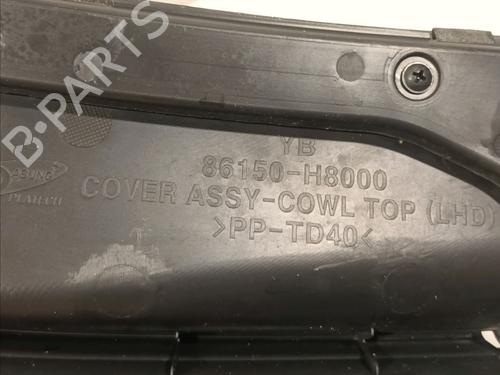 B-PARTS
YB
86150-H8000
COVER ASSY-COWL TOP (LHD)
>PP-TD40<